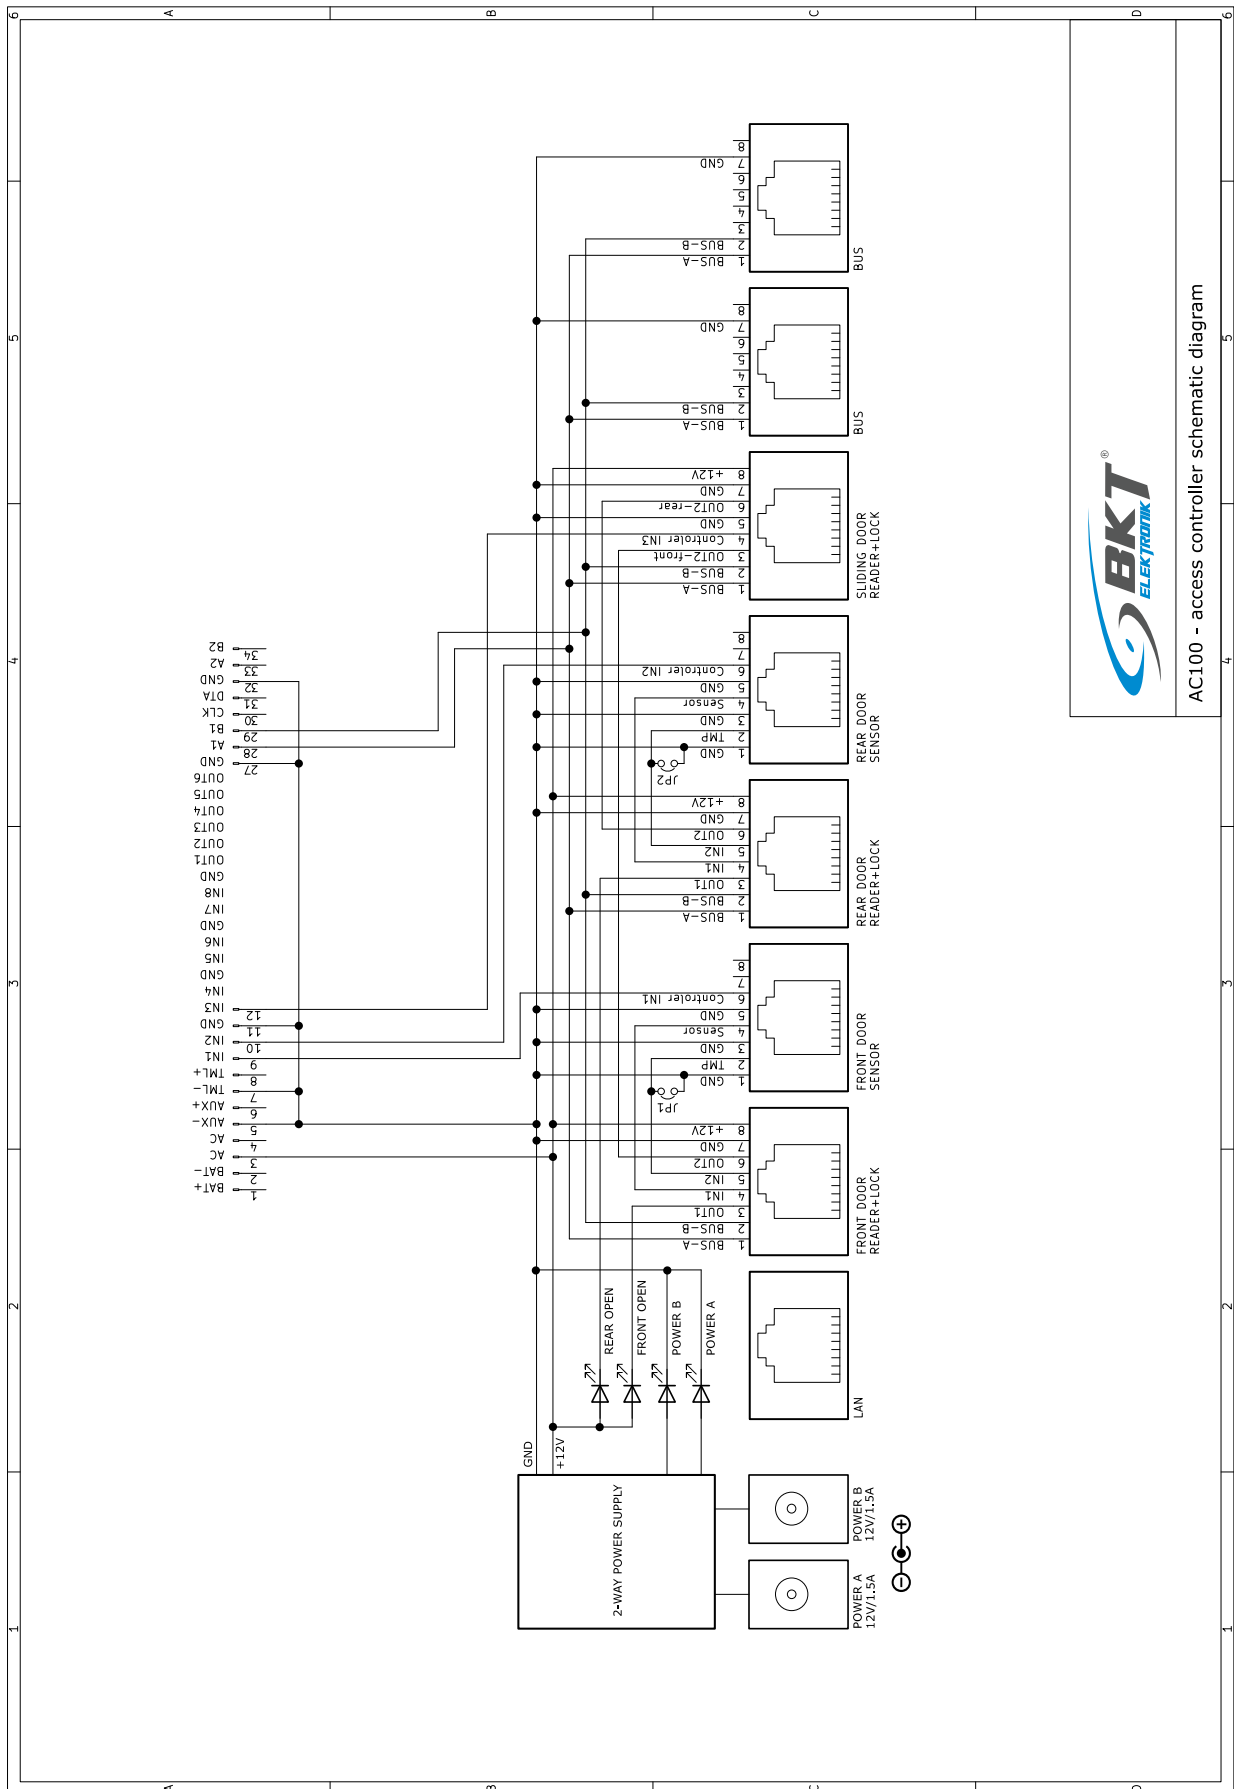 A
B
C
D
6
6
5
5
4
4
3
3
2
2
1
1
A
B
C
D
BAT+
BAT-
AC
AC
AUX-
AUX+
TML-
TML+
IN1
IN2
GND
IN3
IN4
GND
IN5
IN6
GND
IN7
IN8
GND
OUT1
OUT2
OUT3
OUT4
OUT5
OUT6
GND
A1
B1
CLK
DTA
GND
A2
B2
1
2
3
4
5
6
7
8
9
10
11
12
27
28
29
30
31
32
33
34
2-WAY POWER SUPPLY
GND
+12V
REAR OPEN
FRONT OPEN
POWER B
POWER A
POWER A
12V/1.5A
POWER B
12V/1.5A
LAN
BUS-A 1
BUS-B 2
OUT1 3
IN1 4
IN2 5
OUT2 6
GND 7
+12V 8
FRONT DOOR
READER+LOCK
JP1
GND 1
TMP 2
GND 3
Sensor 4
GND 5
Controler IN1 6
7
8
FRONT DOOR
SENSOR
BUS-A 1
BUS-B 2
OUT1 3
IN1 4
IN2 5
OUT2 6
GND 7
+12V 8
REAR DOOR
READER+LOCK
JP2
GND 1
TMP 2
GND 3
Sensor 4
GND 5
Controler IN2 6
7
8
REAR DOOR
SENSOR
BUS-A 1
BUS-B 2
OUT2-front 3
Controler IN3 4
GND 5
OUT2-rear 6
GND 7
+12V 8
SLIDING DOOR
READER+LOCK
BUS-A 1
BUS-B 2
3
4
5
6
GND 7
8
BUS
BUS-A 1
BUS-B 2
3
4
5
6
GND 7
8
BUS
BKT®
ELEKTRONIK
AC100 - access controller schematic diagram